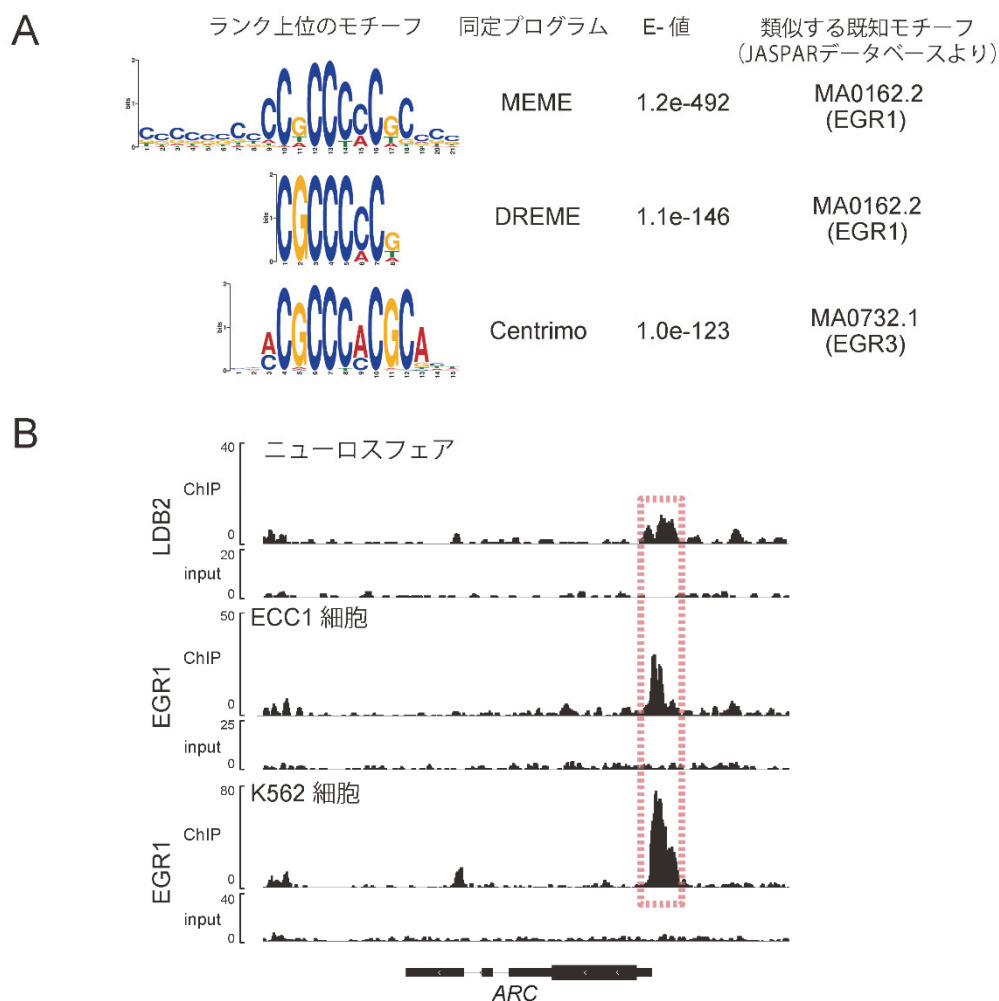 A
ランク上位のモチーフ 同定プログラム E- 値 類似する既知モチーフ
（JASPARデータベースより）
MEME 1.2e-492 MA0162.2
(EGR1)
DREME 1.1e-146 MA0162.2
(EGR1)
Centrimo 1.0e-123 MA0732.1
(EGR3)
B
ニューロスフェア
LDB2
40
ChIP
0
20
input
0
ECC1 細胞
EGR1
50
ChIP
0
25
input
0
K562 細胞
EGR1
80
ChIP
0
40
input
0
ARC